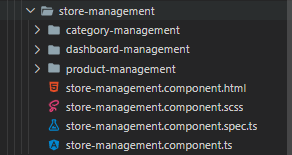 store-management
category-management
dashboard-management
product-management
store-management.component.html
store-management.component.scss
store-management.component.spec.ts
store-management.component.ts